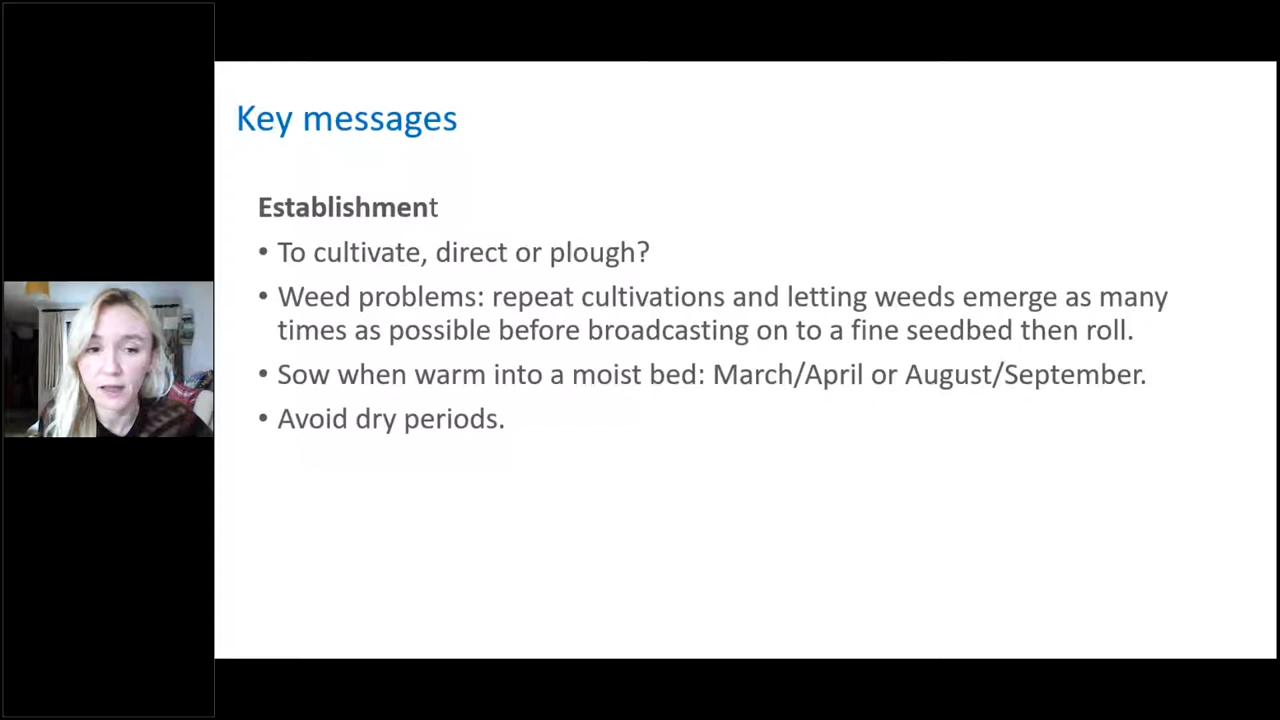 Key messages
Establishment
• To cultivate, direct or plough?
• Weed problems: repeat cultivations and letting weeds emerge as many
times as possible before broadcasting on to a fine seedbed then roll.
• Sow when warm into a moist bed: March/April or August/September.
• Avoid dry periods.